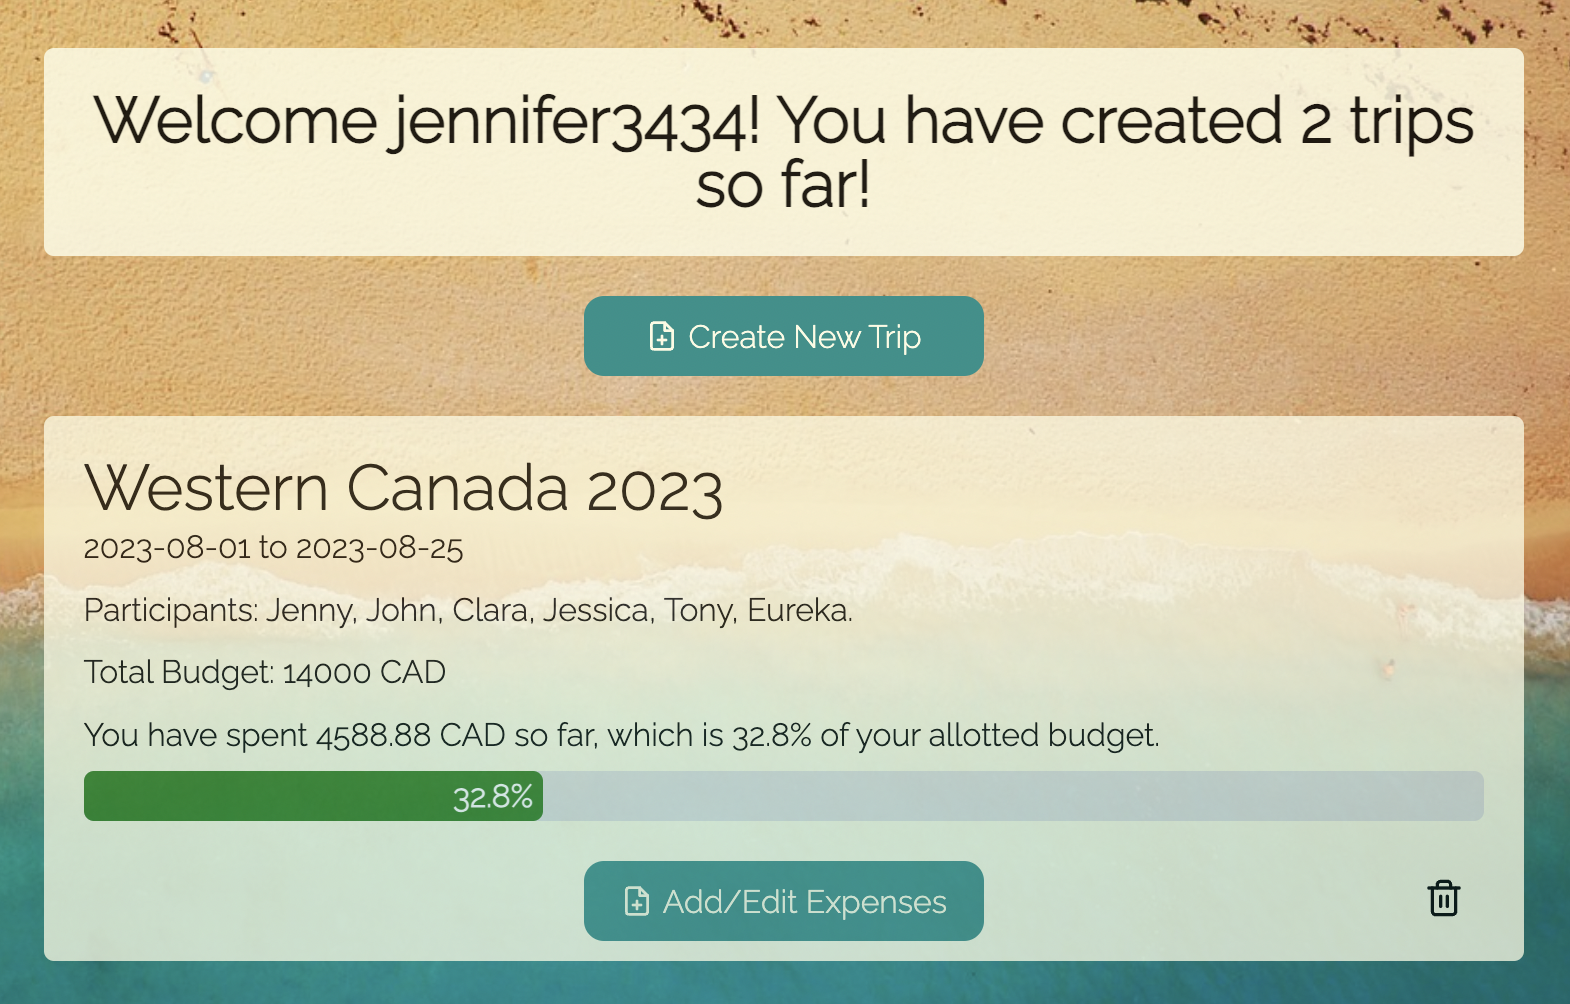 Welcome jennifer3434! You have created 2 trips
so far!
Create New Trip
Western Canada 2023
2023-08-01 to 2023-08-25
Participants: Jenny, John, Clara, Jessica, Tony, Eureka.
Total Budget: 14000 CAD
You have spent 4588.88 CAD so far, which is 32.8% of your allotted budget.
32.8%
Add/Edit Expenses